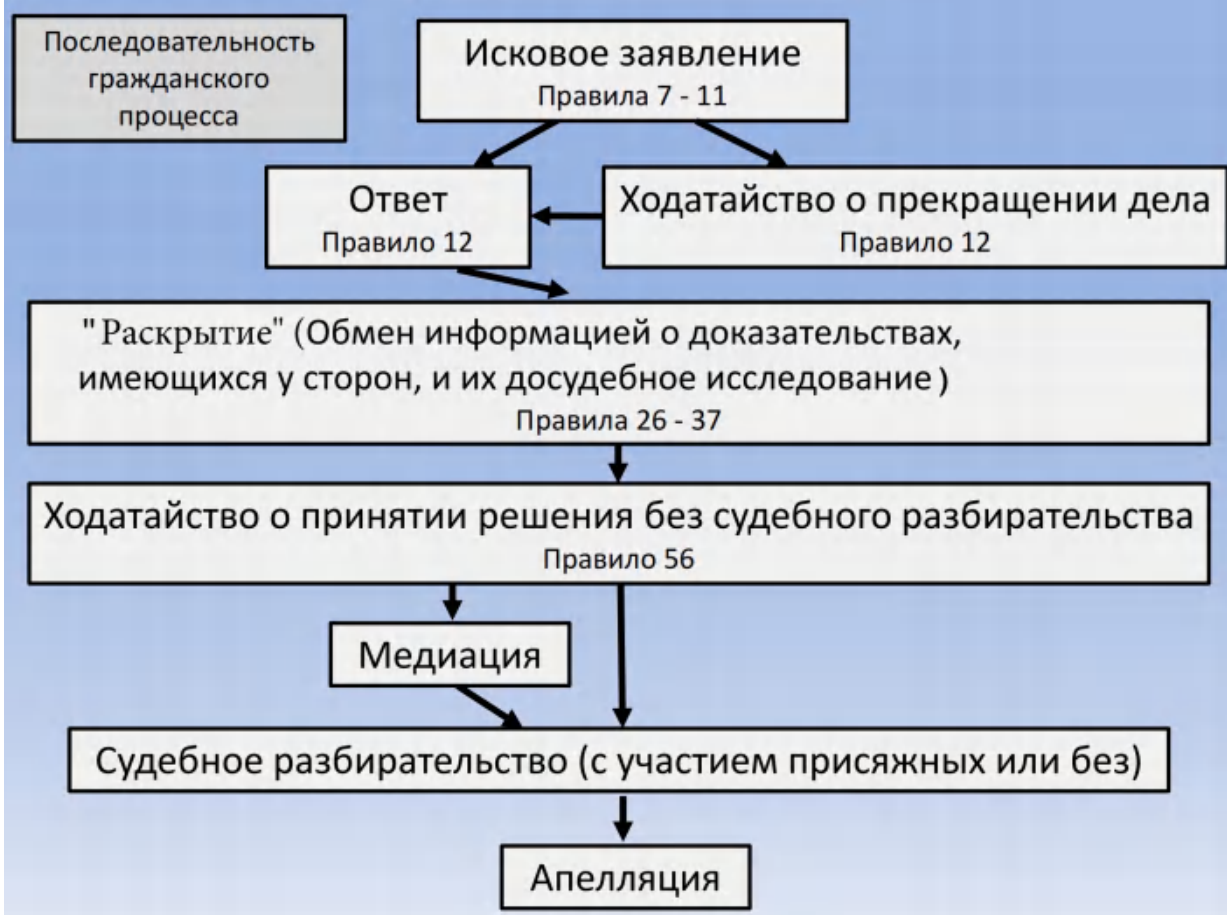 Последовательность
гражданского
процесса
Исковое заявление
Правила 7 - 11
Ответ
Правило 12
Ходатайство о прекращении дела
Правило 12
"Раскрытие" (Обмен информацией о доказательствах,
имеющихся у сторон, и их досудебное исследование)
Правила 26 - 37
Ходатайство о принятии решения без судебного разбирательства
Правило 56
Медиация
Судебное разбирательство (с участием присяжных или без)
Апелляция